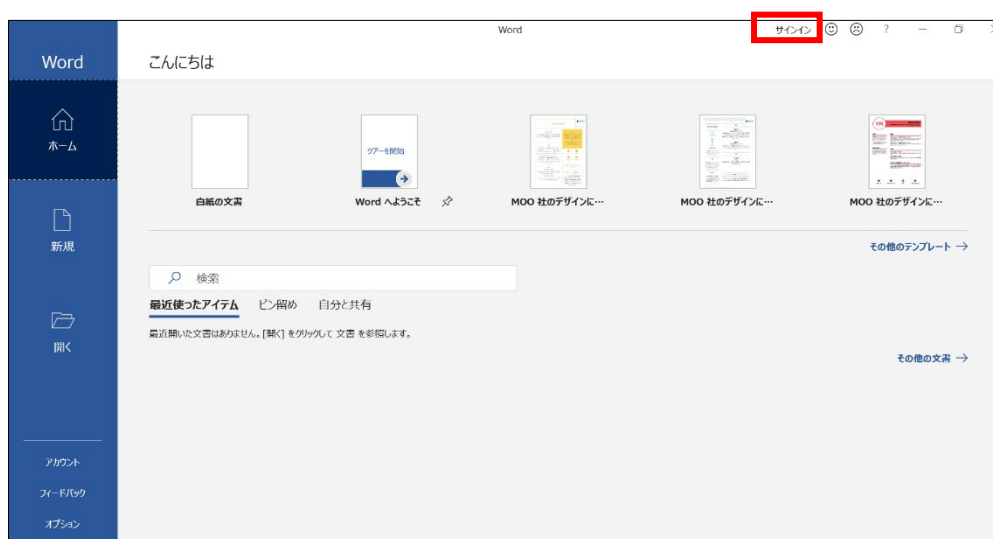 Word
サインイン
?
Word
こんにちは
ホーム
新規
開く
アカウント
フィードバック
オプション
ツアーを開始
YN
白紙の文書
Word へようこそ
MOO 社のデザインに…
MOO 社のデザインに…
MOO 社のデザインに…
その他のテンプレート →
検索
最近使ったアイテム ピン留め 自分と共有
最近開いた文書はありません。[開く] をクリックして 文書 を参照します。
その他の文書 →